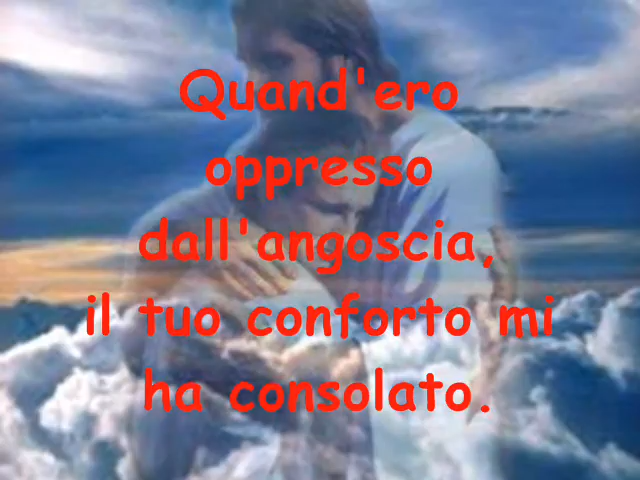 Quand'ero
oppresso
dall'angoscia,
il tuo conforto mi
ha consolato.